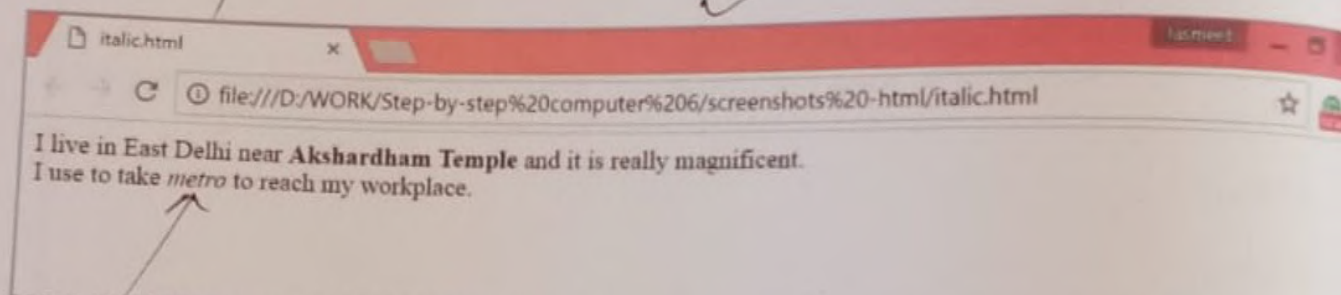 italic.html
Jasmeet
file:///D:/WORK/Step-by-step%20computer%206/screenshots%20-html/italic.html
I live in East Delhi near Akshardham Temple and it is really magnificent.
I use to take metro to reach my workplace.